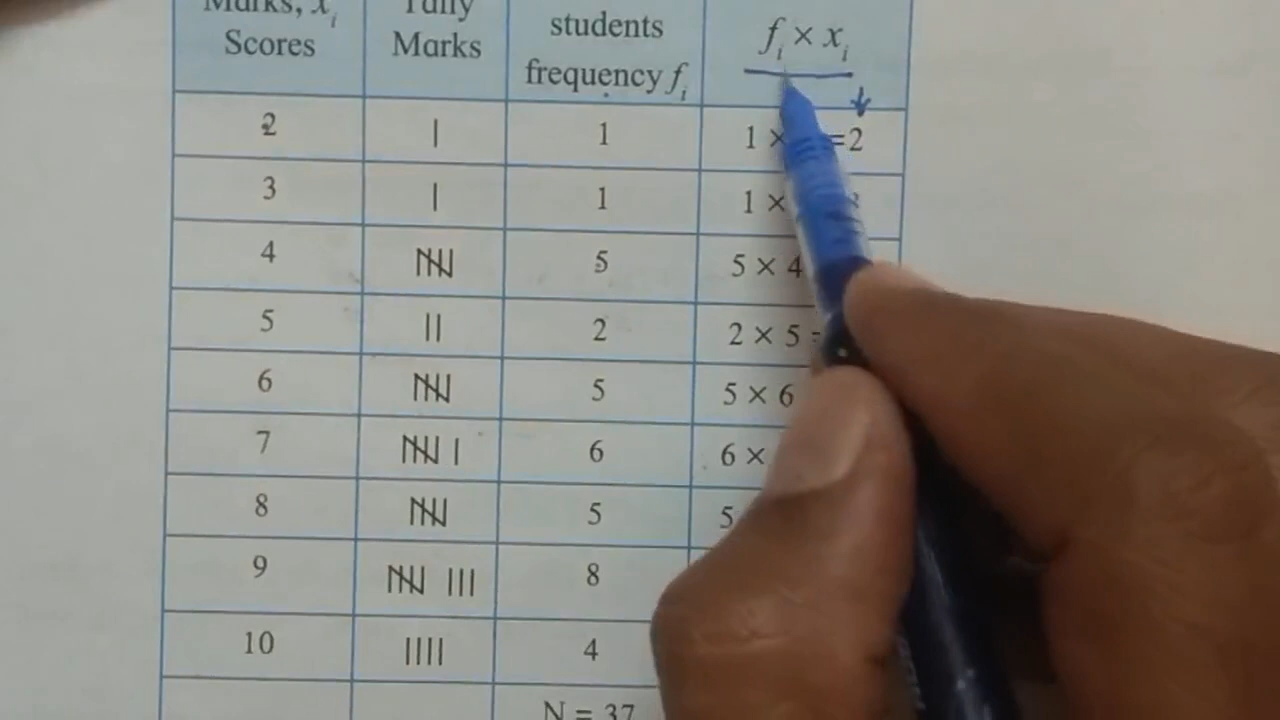 Marks, xᵢ
Scores
Tally
Marks
students
frequency fᵢ
fᵢ × xᵢ
2 | 1 1 × =2
3 | 1 1 ×
4 5 5 × 4
5 || 2 2 × 5 =
6 5 5 × 6
7 6 6 ×
8 5 5
9 8
10 |||| 4
N = 37